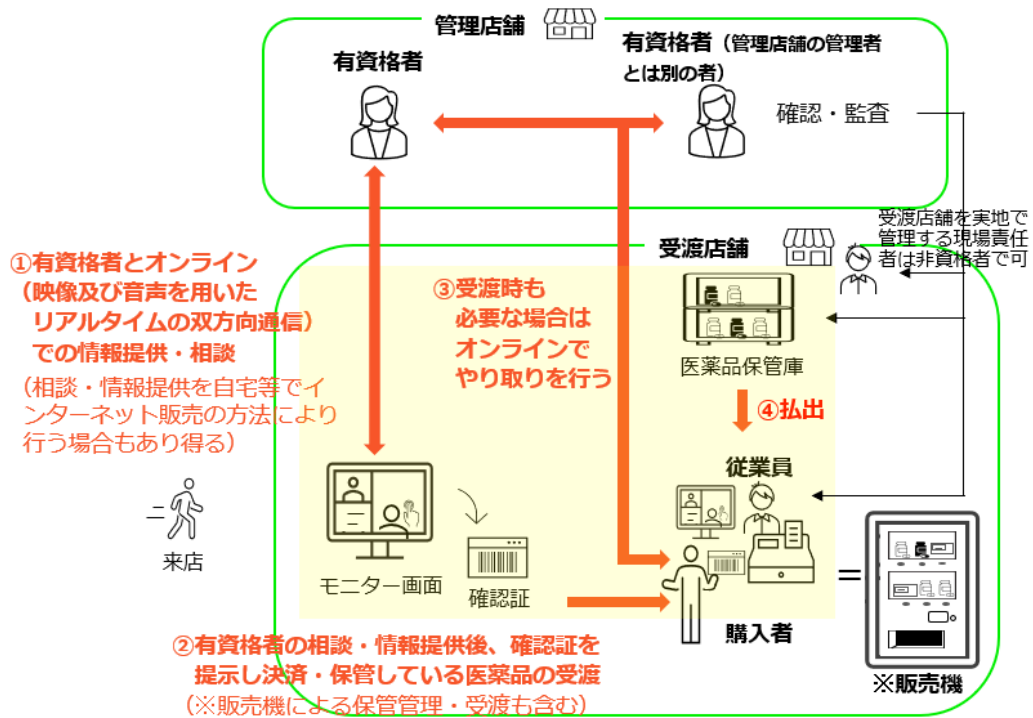 管理店舗
有資格者
有資格者（管理店舗の管理者
とは別の者）
確認・監査
受渡店舗を実地で
管理する現場責任
者は非資格者で可
受渡店舗
①有資格者とオンライン
（映像及び音声を用いた
リアルタイムの双方向通信）
での情報提供・相談
（相談・情報提供を自宅等でイ
ンターネット販売の方法により
行う場合もあり得る）
③受渡時も
必要な場合は
オンラインで
やり取りを行う
医薬品保管庫
④払出
従業員
来店
モニター画面
確認証
購入者
＝
※販売機
②有資格者の相談・情報提供後、確認証を
提示し決済・保管している医薬品の受渡
（※販売機による保管管理・受渡も含む）